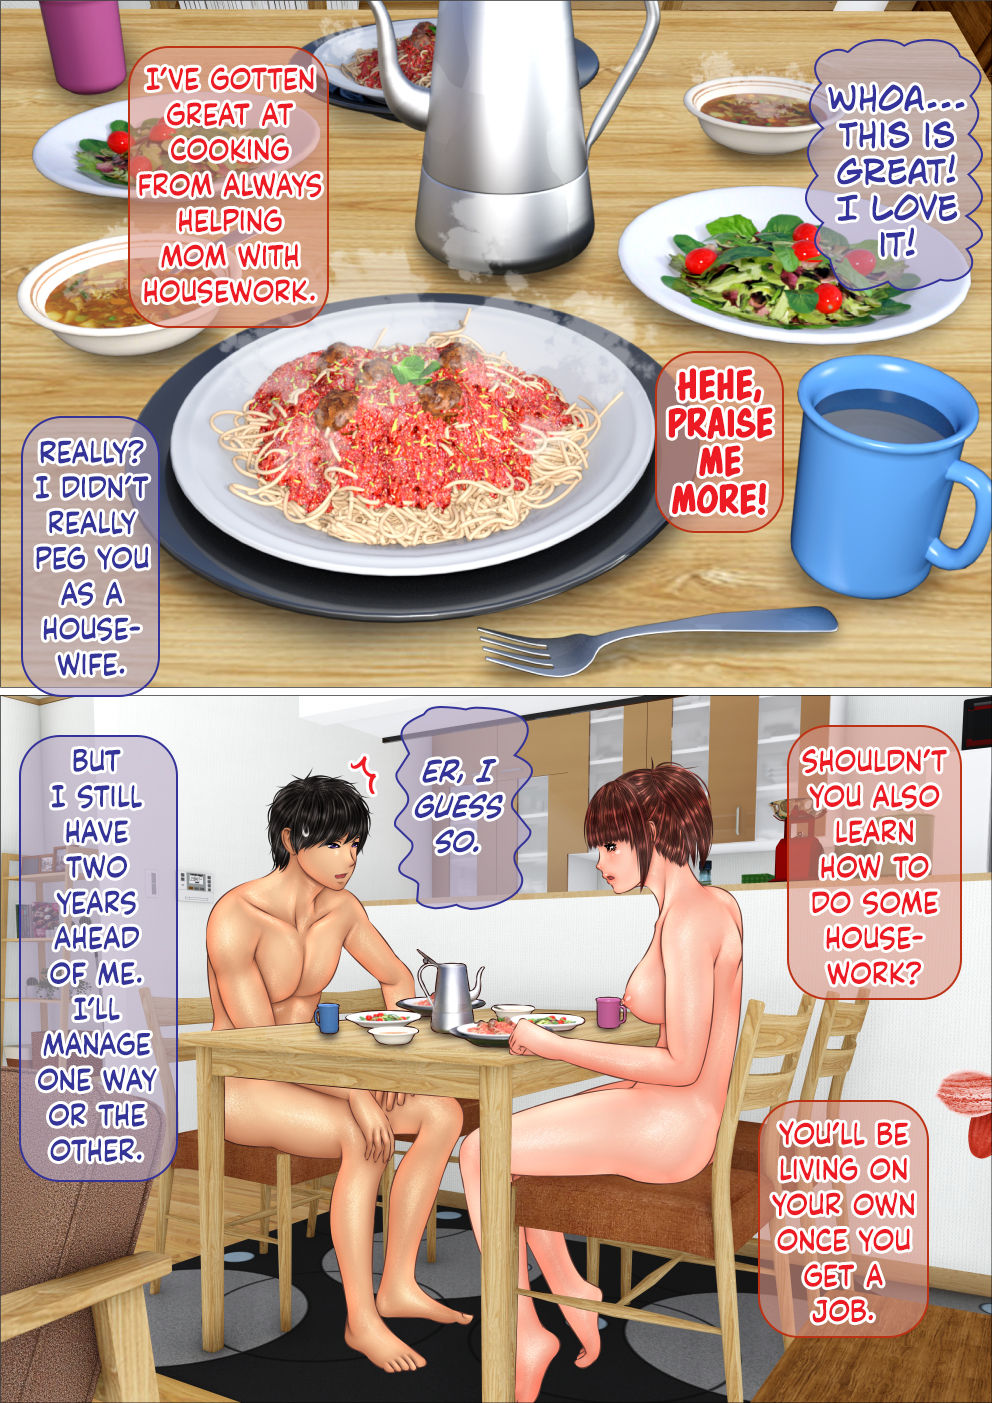 I'VE GOTTEN
GREAT AT
COOKING
FROM ALWAYS
HELPING
MOM WITH
HOUSEWORK.
WHOA...
THIS IS
GREAT!
I LOVE
IT!
HEHE,
PRAISE
ME
MORE!
REALLY?
I DIDN'T
REALLY
PEG YOU
AS A
HOUSE-
WIFE.
BUT
I STILL
HAVE
TWO
YEARS
AHEAD
OF ME.
I'LL
MANAGE
ONE WAY
OR THE
OTHER.
ER, I
GUESS
SO.
SHOULDN'T
YOU ALSO
LEARN
HOW TO
DO SOME
HOUSE-
WORK?
YOU'LL BE
LIVING ON
YOUR OWN
ONCE YOU
GET A
JOB.